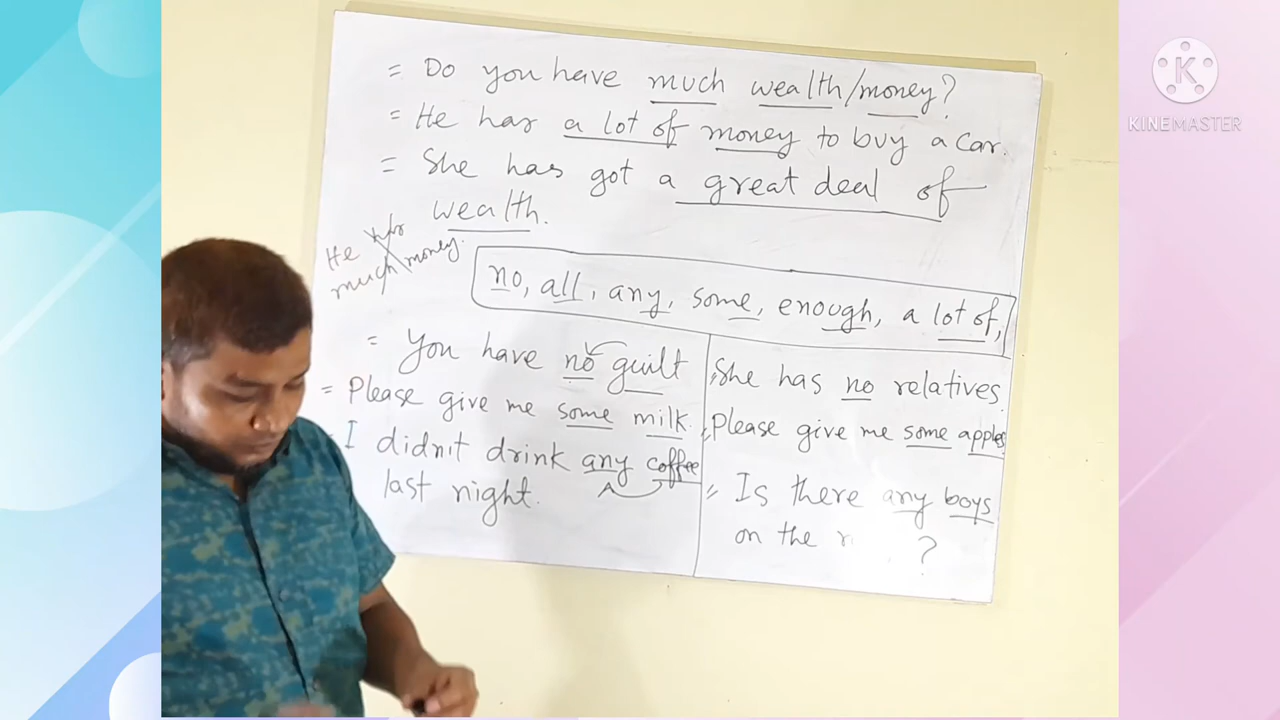 = Do you have much wealth/money?
= He has a lot of money to buy a car.
= She has got a great deal of
wealth.
He has
much money.
no, all, any, some, enough, a lot of,
= You have no guilt
= Please give me some milk.
I didn't drink any coffee
last night.
= She has no relatives.
= Please give me some apples
= Is there any boys
on the ?
K
KINEMASTER